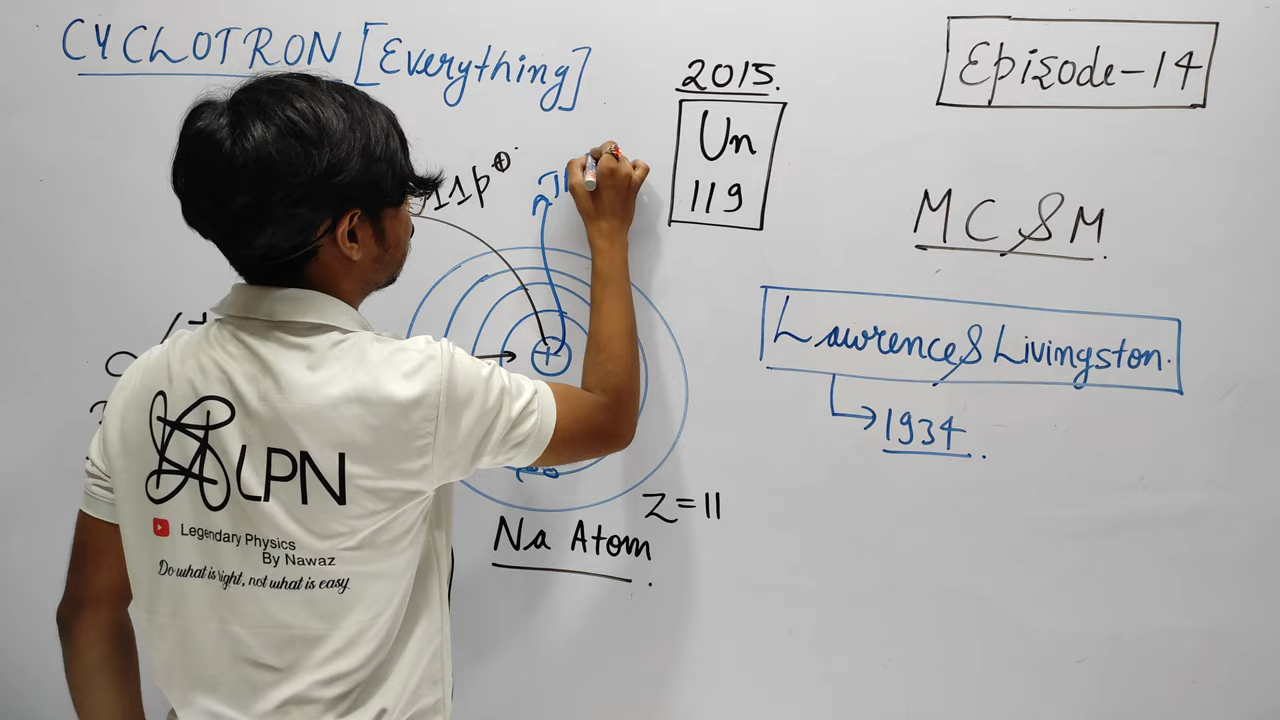 CYCLOTRON [Everything]
2015.
Un
119
Episode-14
MC&M
11p⊕
Lawrence & Livingston.
1934.
Z=11
Na Atom.
LPN
Legendary Physics
By Nawaz
Do what is right, not what is easy